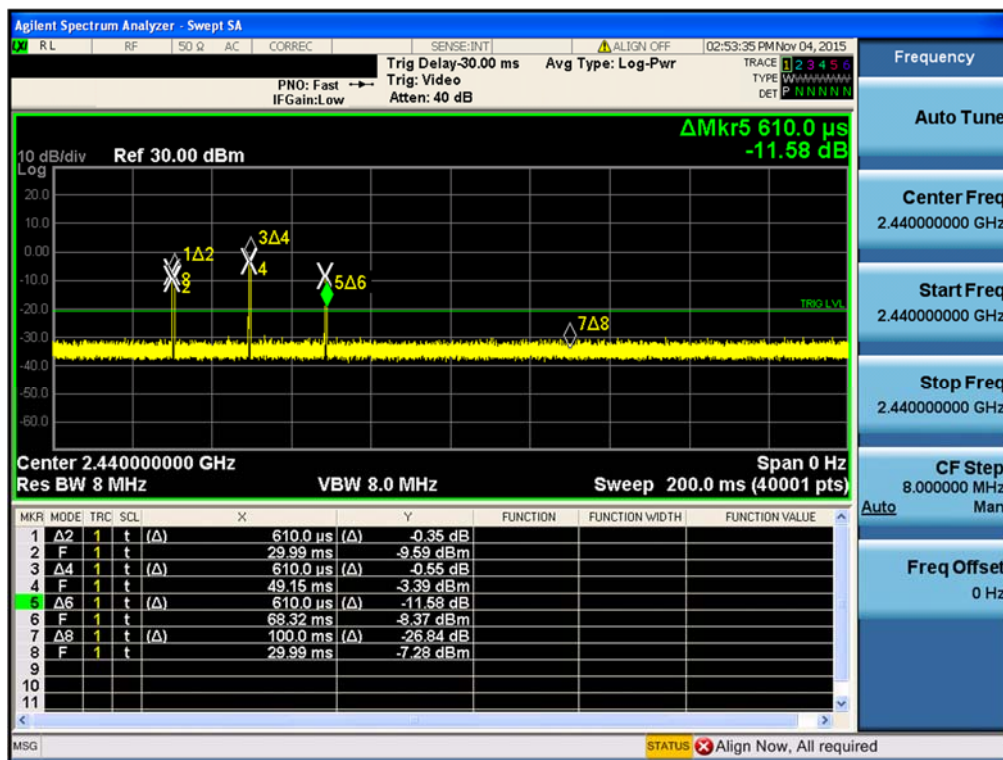 Agilent Spectrum Analyzer - Swept SA
LXI RL RF 50 Ω AC CORREC SENSE:INT ALIGN OFF 02:53:35 PM Nov 04, 2015
Trig Delay-30.00 ms Avg Type: Log-Pwr TRACE 1 2 3 4 5 6
PNO: Fast Trig: Video TYPE WWWWWW
IFGain:Low Atten: 40 dB DET P N N N N N
ΔMkr5 610.0 µs
-11.58 dB
10 dB/div Ref 30.00 dBm
Log
20.0
10.0
0.00
-10.0
-20.0
-30.0
-40.0
-50.0
-60.0
1Δ2
8
2
3Δ4
4
5Δ6
7Δ8
TRIG LVL
Center 2.440000000 GHz Span 0 Hz
Res BW 8 MHz VBW 8.0 MHz Sweep 200.0 ms (40001 pts)
MKR MODE TRC SCL X Y FUNCTION FUNCTION WIDTH FUNCTION VALUE
1 Δ2 1 t (Δ) 610.0 µs (Δ) -0.35 dB
2 F 1 t 29.99 ms -9.59 dBm
3 Δ4 1 t (Δ) 610.0 µs (Δ) -0.55 dB
4 F 1 t 49.15 ms -3.39 dBm
5 Δ6 1 t (Δ) 610.0 µs (Δ) -11.58 dB
6 F 1 t 68.32 ms -8.37 dBm
7 Δ8 1 t (Δ) 100.0 ms (Δ) -26.84 dB
8 F 1 t 29.99 ms -7.28 dBm
9
10
11
MSG STATUS Align Now, All required
Frequency
Auto Tune
Center Freq
2.440000000 GHz
Start Freq
2.440000000 GHz
Stop Freq
2.440000000 GHz
CF Step
8.000000 MHz
Auto Man
Freq Offset
0 Hz